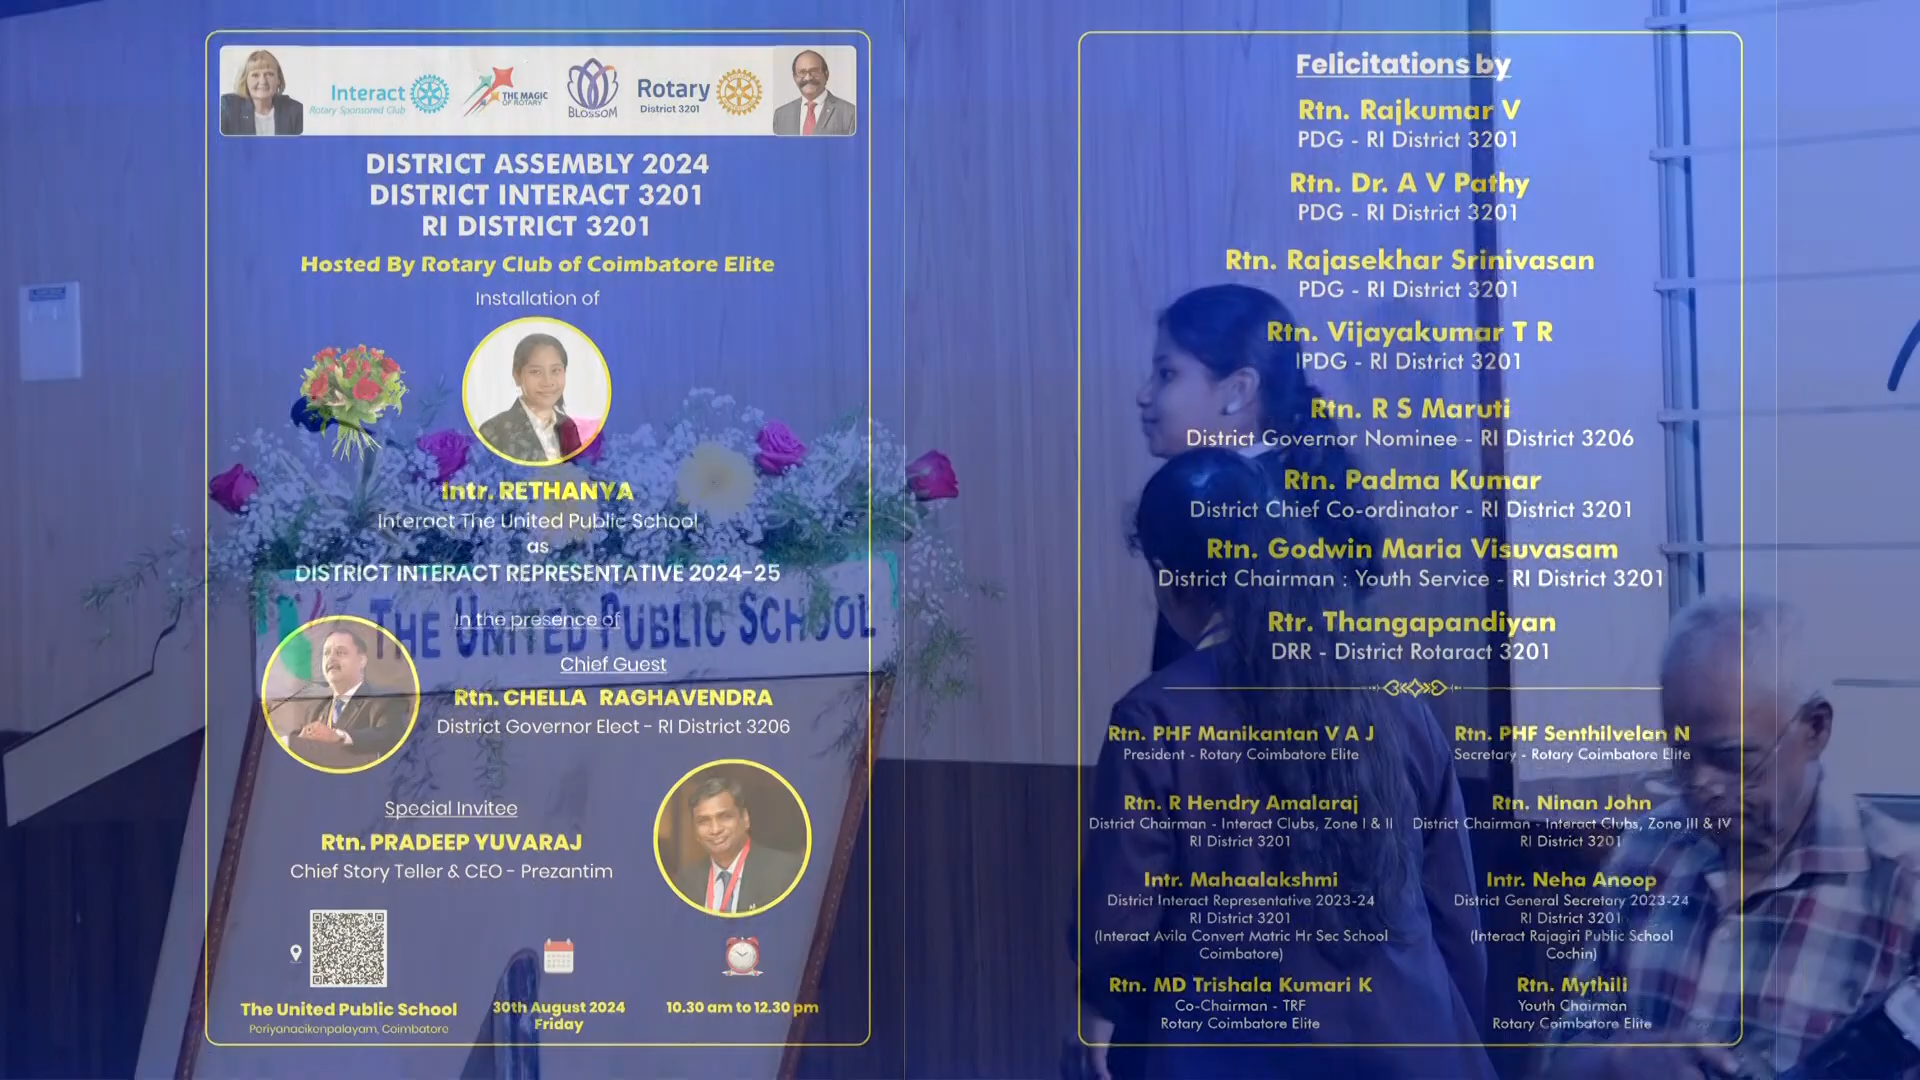 Interact
Rotary Sponsored Club
THE MAGIC
OF ROTARY
BLOSSOM
Rotary
District 3201
DISTRICT ASSEMBLY 2024
DISTRICT INTERACT 3201
RI DISTRICT 3201
Hosted By Rotary Club of Coimbatore Elite
Installation of
Intr. RETHANYA
Interact The United Public School
as
DISTRICT INTERACT REPRESENTATIVE 2024-25
THE UNITED PUBLIC SCHOOL
In the presence of
Chief Guest
Rtn. CHELLA RAGHAVENDRA
District Governor Elect - RI District 3206
Special Invitee
Rtn. PRADEEP YUVARAJ
Chief Story Teller & CEO - Prezantim
The United Public School
Periyanacikenpalayam, Coimbatore
30th August 2024
Friday
10.30 am to 12.30 pm
Felicitations by
Rtn. Rajkumar V
PDG - RI District 3201
Rtn. Dr. A V Pathy
PDG - RI District 3201
Rtn. Rajasekhar Srinivasan
PDG - RI District 3201
Rtn. Vijayakumar T R
IPDG - RI District 3201
Rtn. R S Maruti
District Governor Nominee - RI District 3206
Rtn. Padma Kumar
District Chief Co-ordinator - RI District 3201
Rtn. Godwin Maria Visuvasam
District Chairman : Youth Service - RI District 3201
Rtr. Thangapandiyan
DRR - District Rotaract 3201
Rtn. PHF Manikantan V A J
President - Rotary Coimbatore Elite
Rtn. PHF Senthilvelan N
Secretary - Rotary Coimbatore Elite
Rtn. R Hendry Amalaraj
District Chairman - Interact Clubs, Zone I & II
RI District 3201
Rtn. Ninan John
District Chairman - Interact Clubs, Zone III & IV
RI District 3201
Intr. Mahaalakshmi
District Interact Representative 2023-24
RI District 3201
(Interact Avila Convert Matric Hr Sec School
Coimbatore)
Intr. Neha Anoop
District General Secretary 2023-24
RI District 3201
(Interact Rajagiri Public School
Cochin)
Rtn. MD Trishala Kumari K
Co-Chairman - TRF
Rotary Coimbatore Elite
Rtn. Mythili
Youth Chairman
Rotary Coimbatore Elite